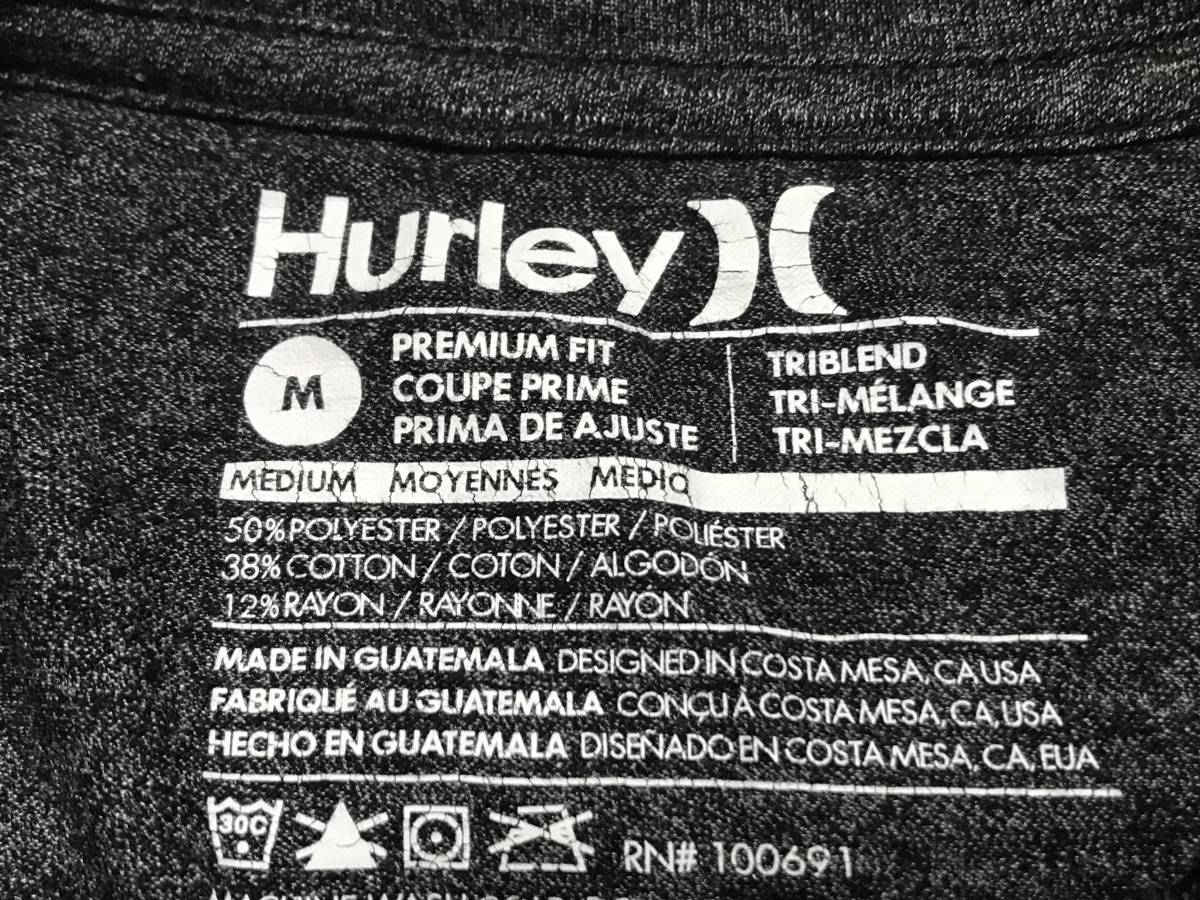 Hurley
M
PREMIUM FIT
COUPE PRIME
PRIMA DE AJUSTE
TRIBLEND
TRI-MÉLANGE
TRI-MEZCLA
MEDIUM MOYENNES MEDIO
50% POLYESTER / POLYESTER / POLIÉSTER
38% COTTON / COTON / ALGODÓN
12% RAYON / RAYONNE / RAYON
MADE IN GUATEMALA DESIGNED IN COSTA MESA, CA USA
FABRIQUÉ AU GUATEMALA CONÇU À COSTA MESA, CA, USA
HECHO EN GUATEMALA DISEÑADO EN COSTA MESA, CA, EUA
30C
RN# 100691
MACHINE WASH